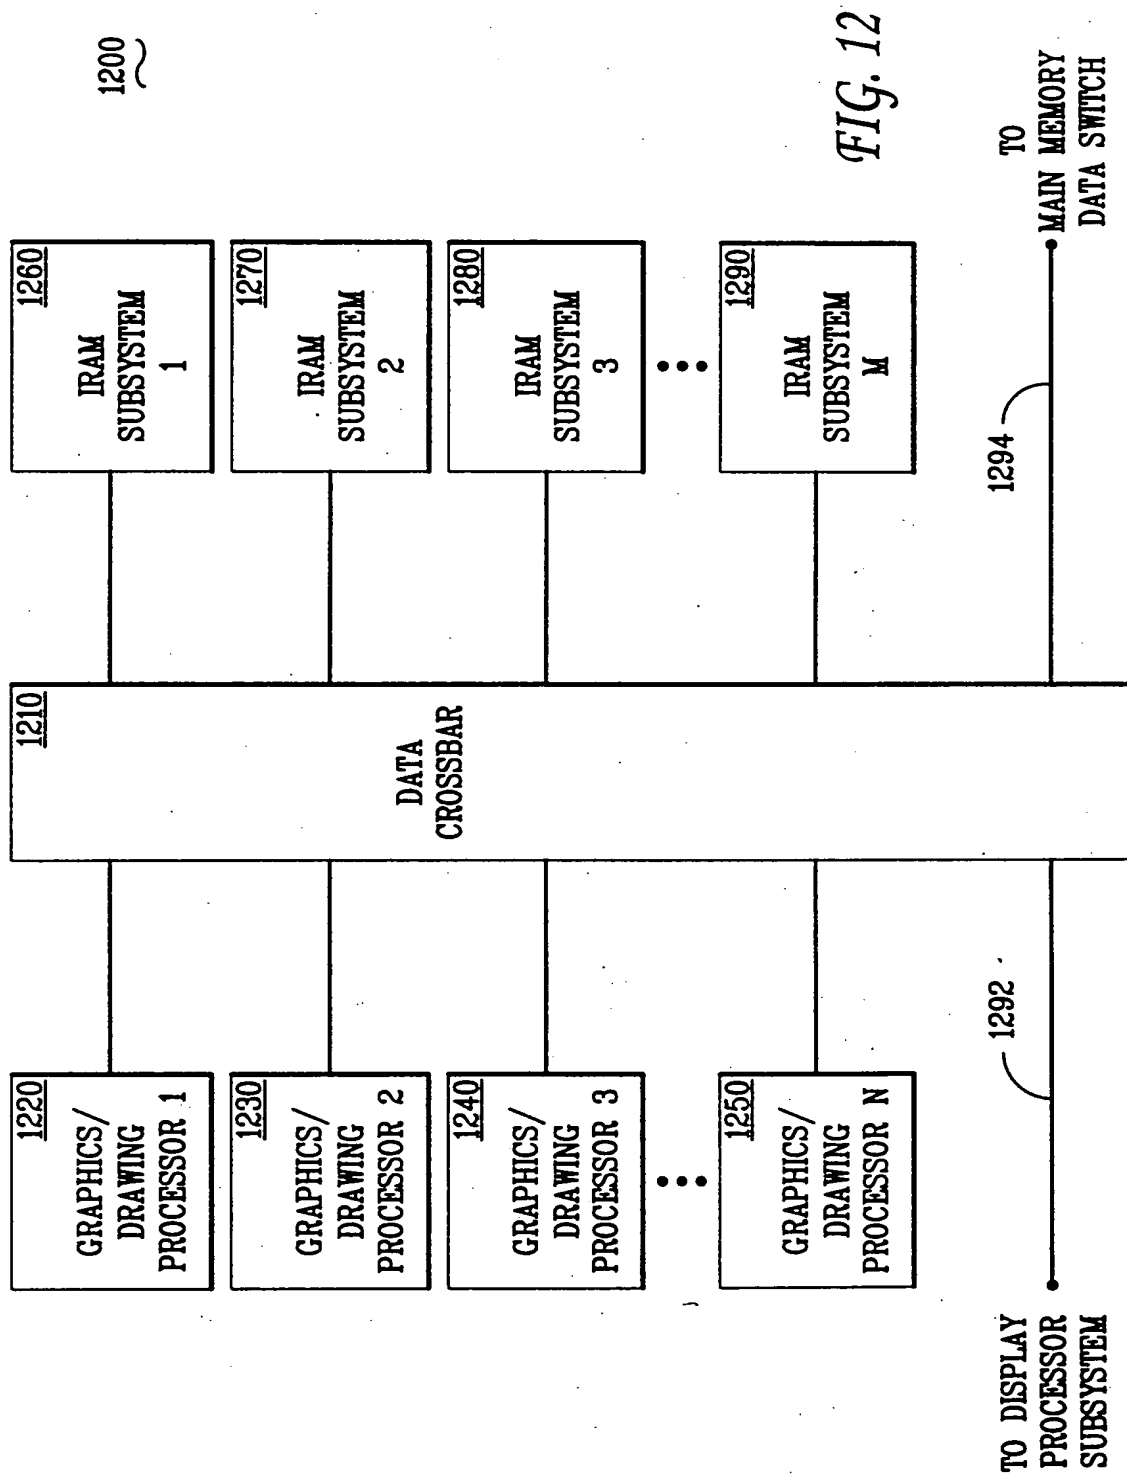 1200
1220
GRAPHICS/
DRAWING
PROCESSOR 1
1210
DATA
CROSSBAR
1260
IRAM
SUBSYSTEM
1
1230
GRAPHICS/
DRAWING
PROCESSOR 2
1270
IRAM
SUBSYSTEM
2
1240
GRAPHICS/
DRAWING
PROCESSOR 3
1280
IRAM
SUBSYSTEM
3
1250
GRAPHICS/
DRAWING
PROCESSOR N
1290
IRAM
SUBSYSTEM
M
FIG. 12
TO DISPLAY
PROCESSOR
SUBSYSTEM
1292
1294
TO
MAIN MEMORY
DATA SWITCH